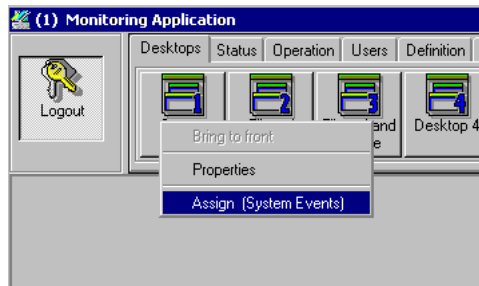 (1) Monitoring Application
Desktops Status Operation Users Definition
Logout
1 2 3 4
and Desktop 4
Bring to front
Properties
Assign (System Events)